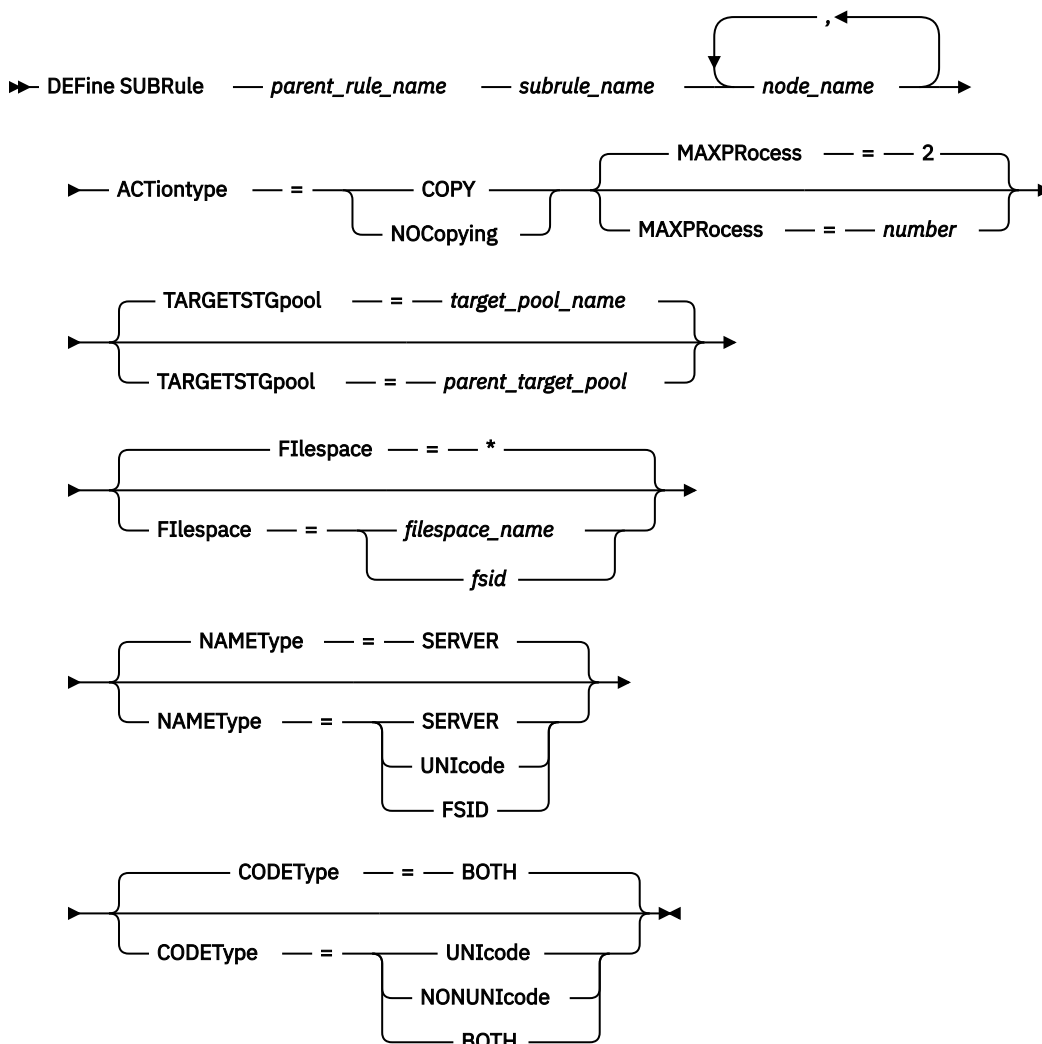 ,
DEFine SUBRule parent_rule_name subrule_name node_name
MAXPRocess = 2
ACTiontype = COPY
NOCopying
MAXPRocess = number
TARGETSTGpool = target_pool_name
TARGETSTGpool = parent_target_pool
FIlespace = *
FIlespace = filespace_name
fsid
NAMEType = SERVER
NAMEType = SERVER
UNIcode
FSID
CODEType = BOTH
CODEType = UNIcode
NONUNIcode
BOTH